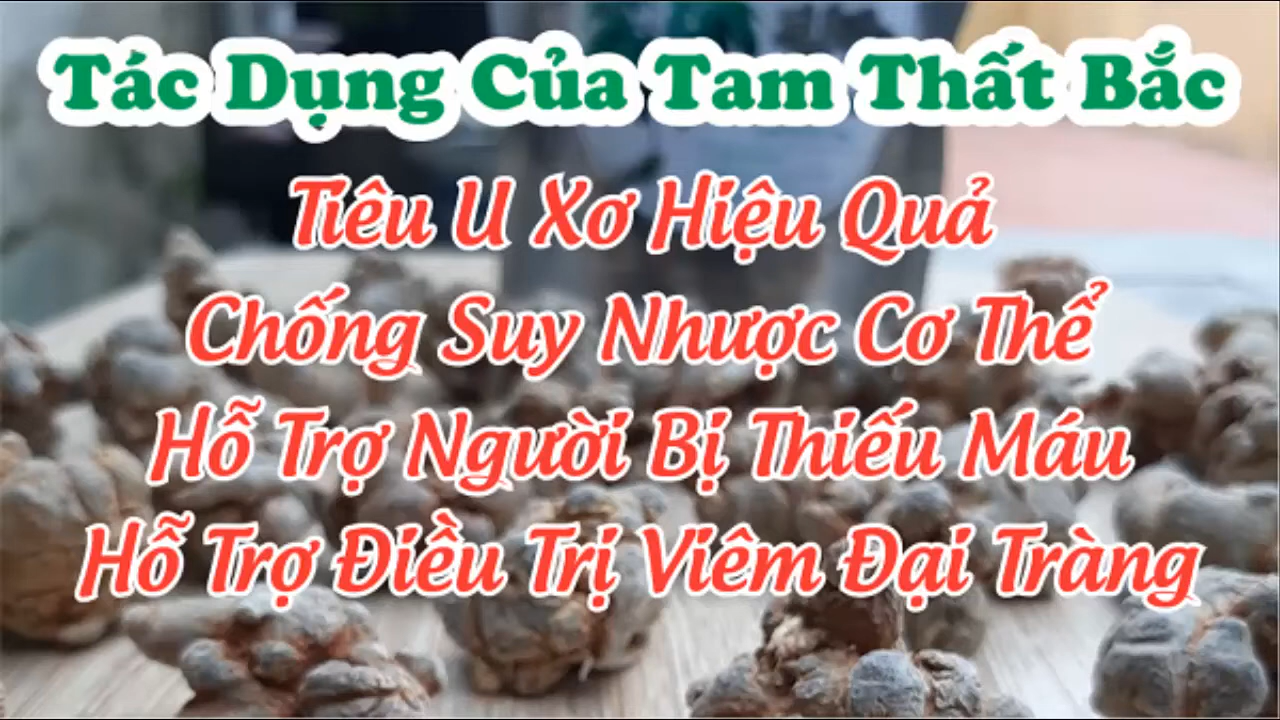 Tác Dụng Của Tam Thất Bắc
Tiêu U Xơ Hiệu Quả
Chống Suy Nhược Cơ Thể
Hỗ Trợ Người Bị Thiếu Máu
Hỗ Trợ Điều Trị Viêm Đại Tràng